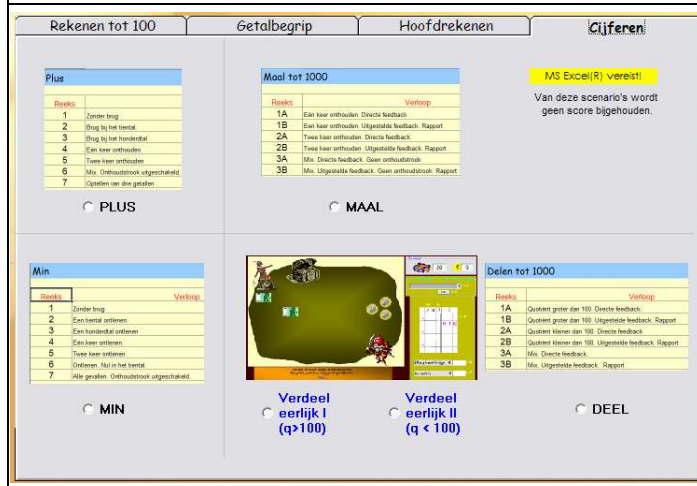 Rekenen tot 100
Getalbegrip
Hoofdrekenen
Cijferen
Plus
Reeks
1 Zonder brug
2 Brug bij het tiental
3 Brug bij het honderdtal
4 Eén keer onthouden
5 Twee keer onthouden
6 Mix. Onthoudstrook uitgeschakeld
7 Optellen van drie getallen
PLUS
Maal tot 1000
Reeks Verloop
1A Eén keer onthouden. Directe feedback
1B Eén keer onthouden. Uitgestelde feedback. Rapport
2A Twee keer onthouden. Directe feedback
2B Twee keer onthouden. Uitgestelde feedback. Rapport
3A Mix. Directe feedback. Geen onthoudstrook
3B Mix. Uitgestelde feedback. Geen onthoudstrook. Rapport
MAAL
MS Excel(R) vereist!
Van deze scenario's wordt
geen score bijgehouden.
Min
Reeks Verloop
1 Zonder brug
2 Een tiental ontlenen
3 Een honderdtal ontlenen
4 Eén keer ontlenen
5 Twee keer ontlenen
6 Ontlenen. Nul in het tiental
7 Alle gevallen. Onthoudstrook uitgeschakeld.
MIN
Verdeel
eerlijk I
(q>100)
Verdeel
eerlijk II
(q < 100)
Delen tot 1000
Reeks Verloop
1A Quotiënt groter dan 100. Directe feedback.
1B Quotiënt groter dan 100. Uitgestelde feedback. Rapport
2A Quotiënt kleiner dan 100. Directe feedback
2B Quotiënt kleiner dan 100. Uitgestelde feedback. Rapport
3A Mix. Directe feedback
3B Mix. Uitgestelde feedback. Rapport
DEEL